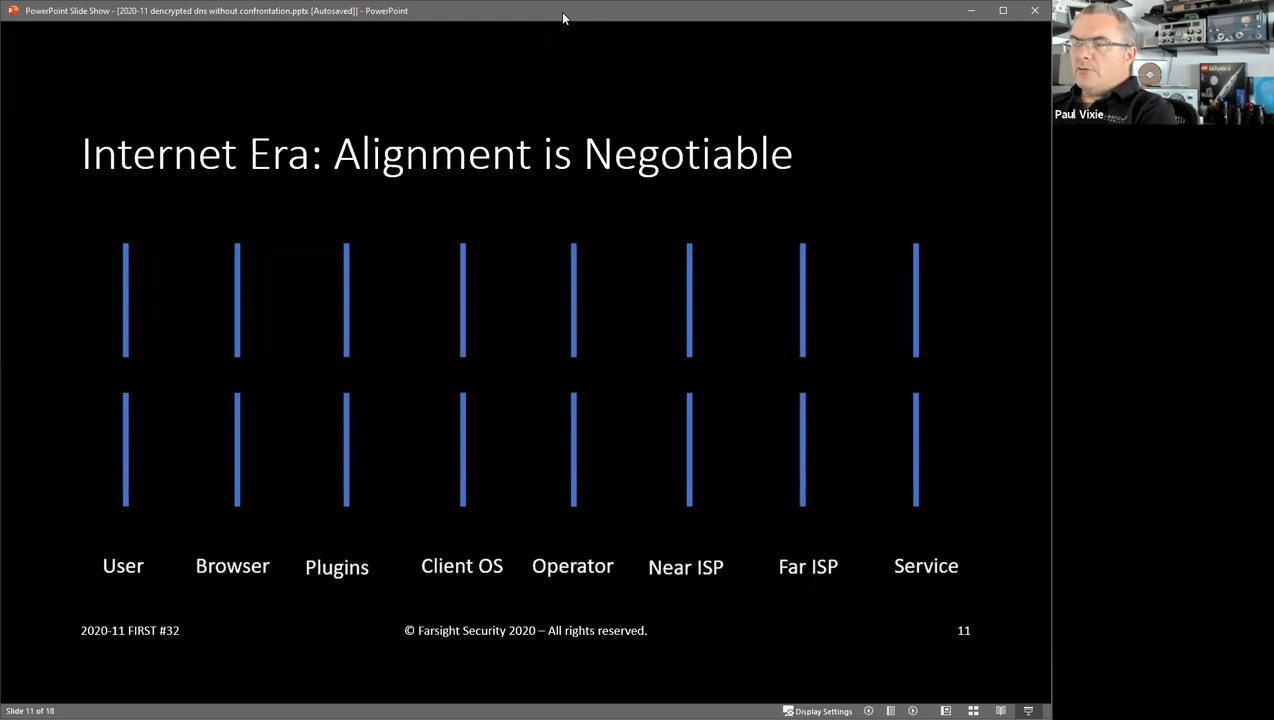 PowerPoint Slide Show - [2020-11 dencrypted dns without confrontation.pptx [Autosaved]] - PowerPoint
Paul Vixie
Internet Era: Alignment is Negotiable
User Browser Plugins Client OS Operator Near ISP Far ISP Service
2020-11 FIRST #32 © Farsight Security 2020 – All rights reserved. 11
Slide 11 of 18 Display Settings